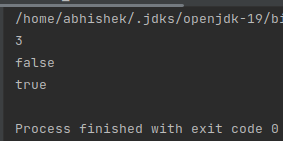 /home/abhishek/.jdks/openjdk-19/bi
3
false
true
Process finished with exit code 0